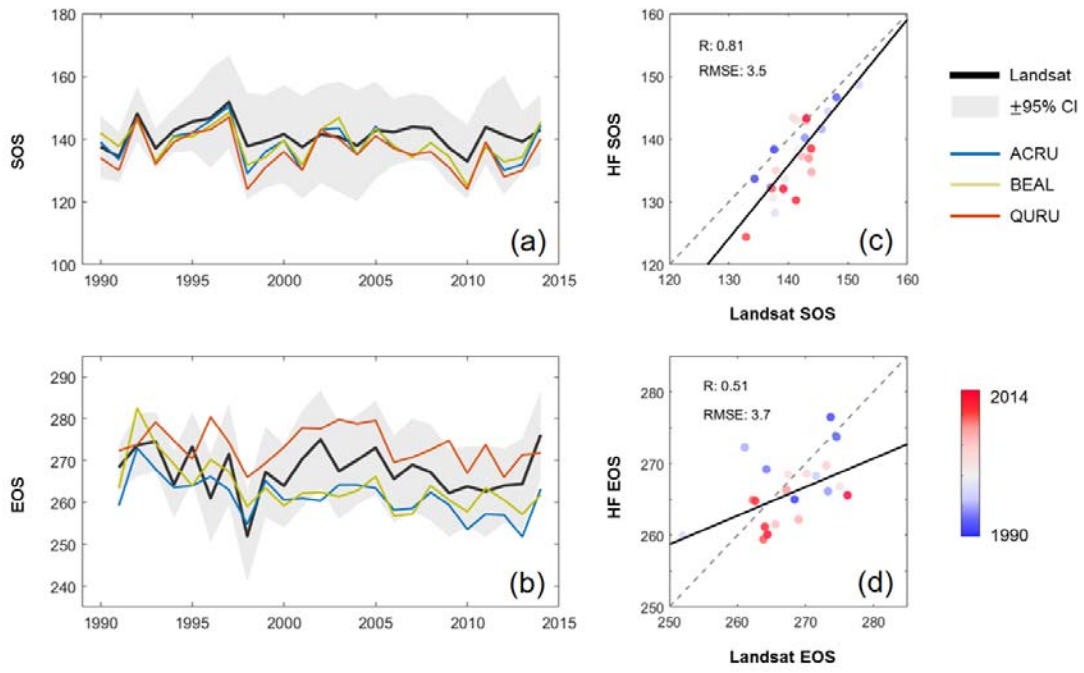 180
160
140
120
100
SOS
1990
1995
2000
2005
2010
2015
(a)
160
150
140
130
120
HF SOS
R: 0.81
RMSE: 3.5
(c)
120
130
140
150
160
Landsat SOS
Landsat
±95% CI
ACRU
BEAL
QURU
290
280
270
260
250
240
EOS
1990
1995
2000
2005
2010
2015
(b)
280
270
260
250
HF EOS
R: 0.51
RMSE: 3.7
(d)
250
260
270
280
Landsat EOS
2014
1990